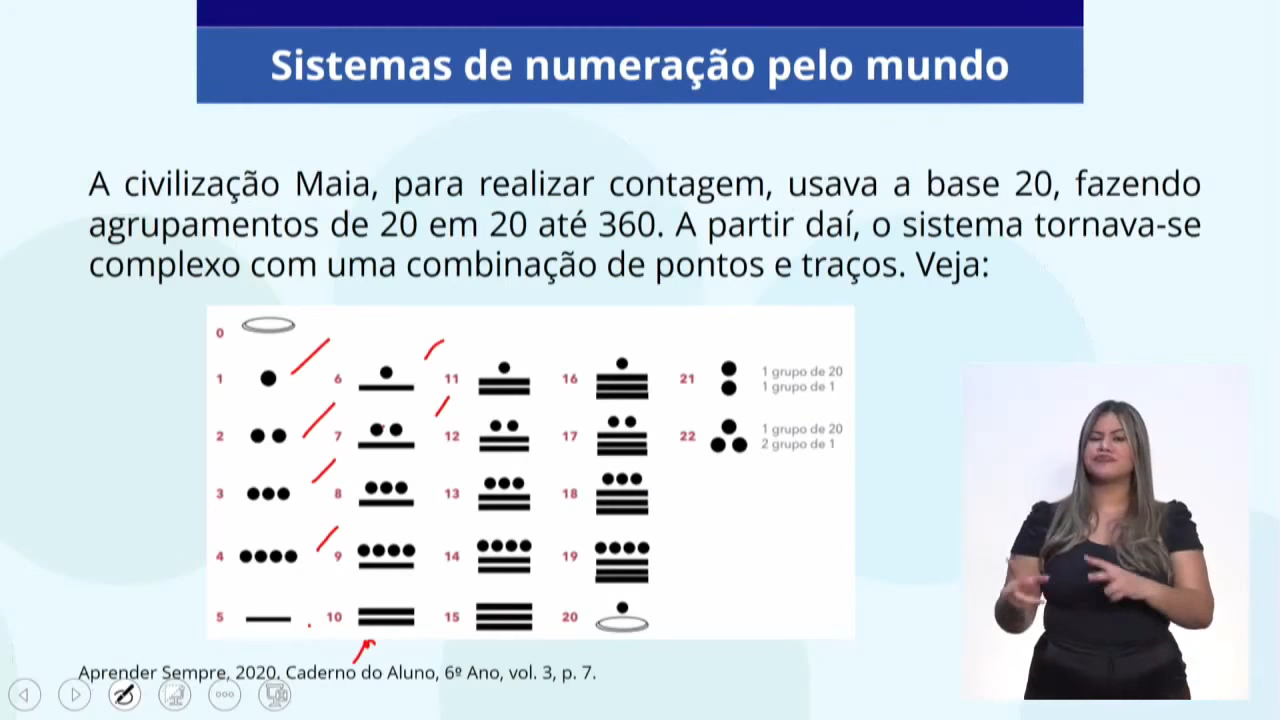 Sistemas de numeração pelo mundo
A civilização Maia, para realizar contagem, usava a base 20, fazendo
agrupamentos de 20 em 20 até 360. A partir daí, o sistema tornava-se
complexo com uma combinação de pontos e traços. Veja:
0
1 6 11 16 21 1 grupo de 20
1 grupo de 1
2 7 12 17 22 1 grupo de 20
2 grupo de 1
3 8 13 18
4 9 14 19
5 10 15 20
Aprender Sempre, 2020. Caderno do Aluno, 6º Ano, vol. 3, p. 7.